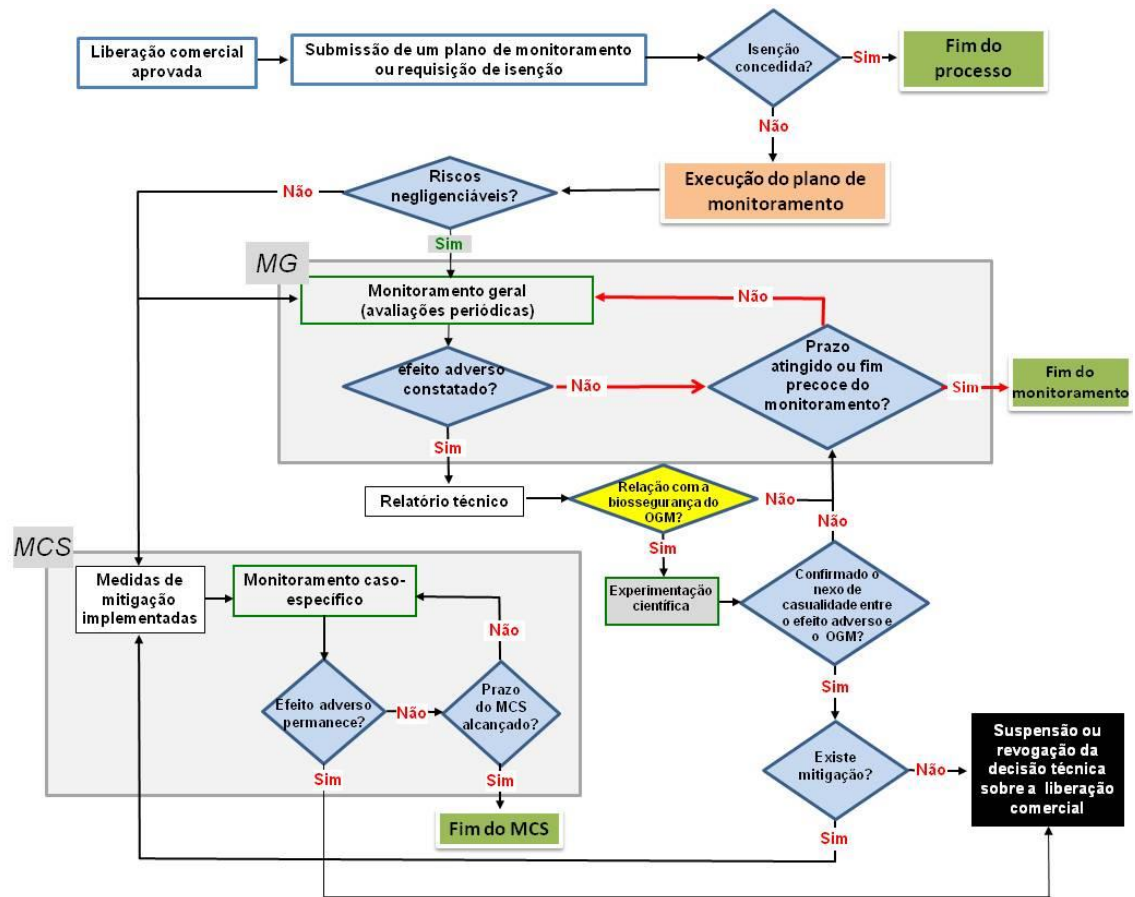 Liberação comercial
aprovada
Submissão de um plano de monitoramento
ou requisição de isenção
Isenção
concedida?
Sim
Fim do
processo
Não
Execução do plano de
monitoramento
Riscos
negligenciáveis?
Não
Sim
MG
Monitoramento geral
(avaliações periódicas)
Não
efeito adverso
constatado?
Não
Prazo
atingido ou fim
precoce do
monitoramento?
Sim
Fim do
monitoramento
Sim
Relatório técnico
Relação com a
biossegurança do
OGM?
Não
Não
Sim
Experimentação
científica
Confirmado o
nexo de
casualidade entre
o efeito adverso e
o OGM?
MCS
Medidas de
mitigação
implementadas
Monitoramento caso-
específico
Não
Efeito adverso
permanece?
Não
Prazo
do MCS
alcançado?
Sim
Sim
Fim do MCS
Sim
Existe
mitigação?
Não
Suspensão ou
revogação da
decisão técnica
sobre a liberação
comercial
Sim